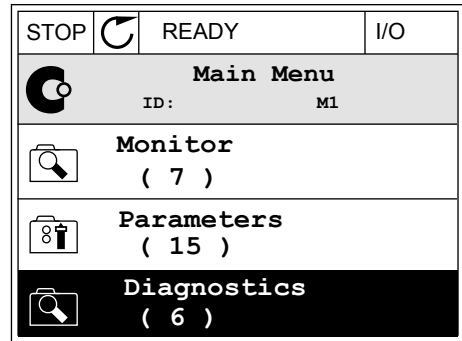 STOP READY I/O
Main Menu
ID: M1
Monitor
( 7 )
Parameters
( 15 )
Diagnostics
( 6 )